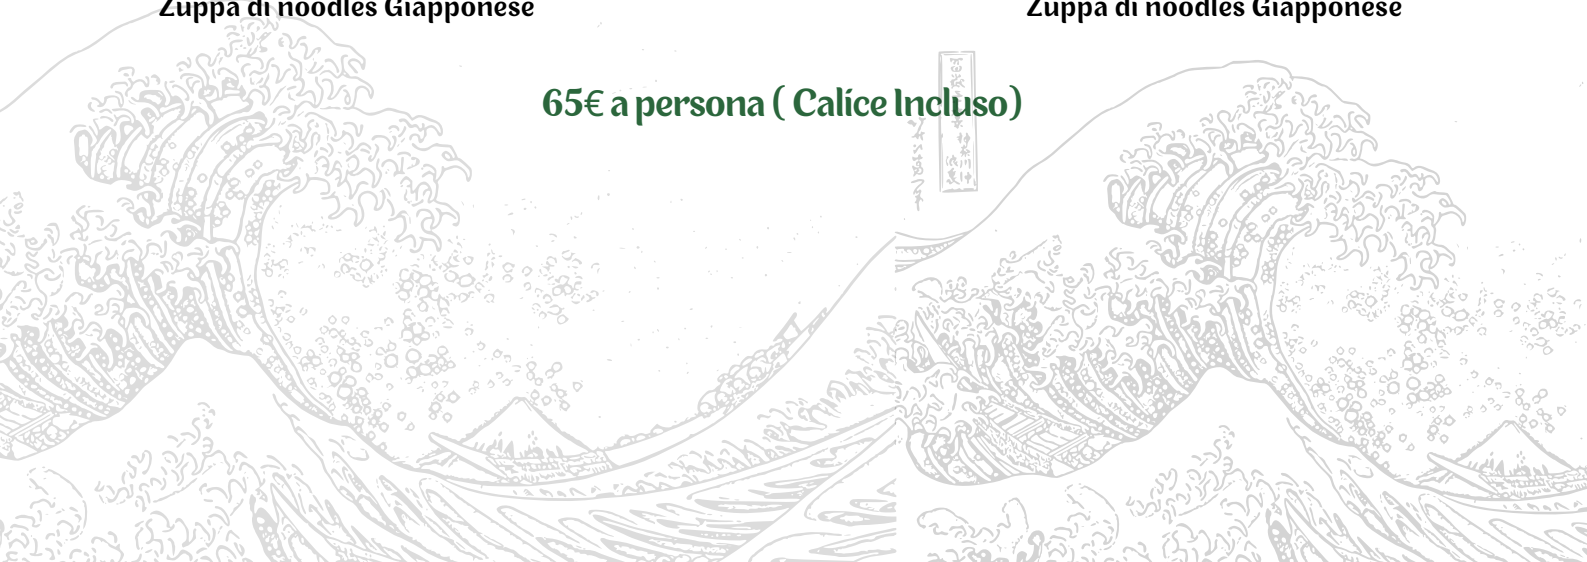 Zuppa di noodles Giapponese
Zuppa di noodles Giapponese
65€ a persona ( Calice Incluso)